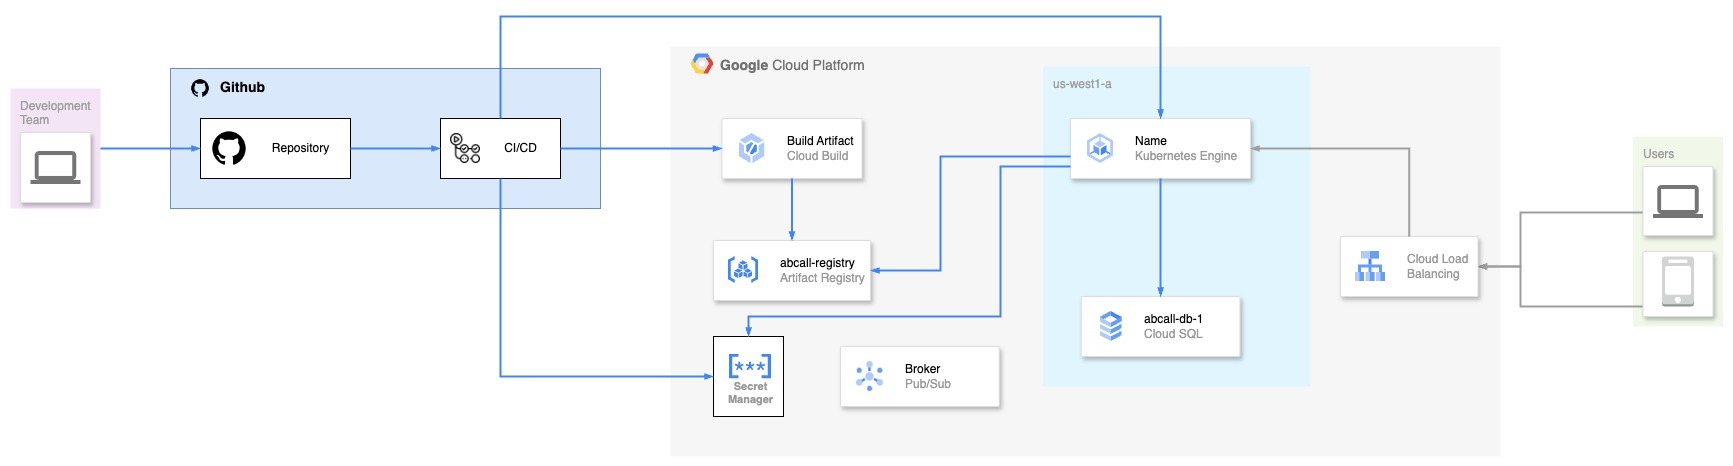 Development
Team
Github
Repository
CI/CD
Google Cloud Platform
Build Artifact
Cloud Build
abcall-registry
Artifact Registry
[***]
Secret
Manager
Broker
Pub/Sub
us-west1-a
Name
Kubernetes Engine
abcall-db-1
Cloud SQL
Cloud Load
Balancing
Users